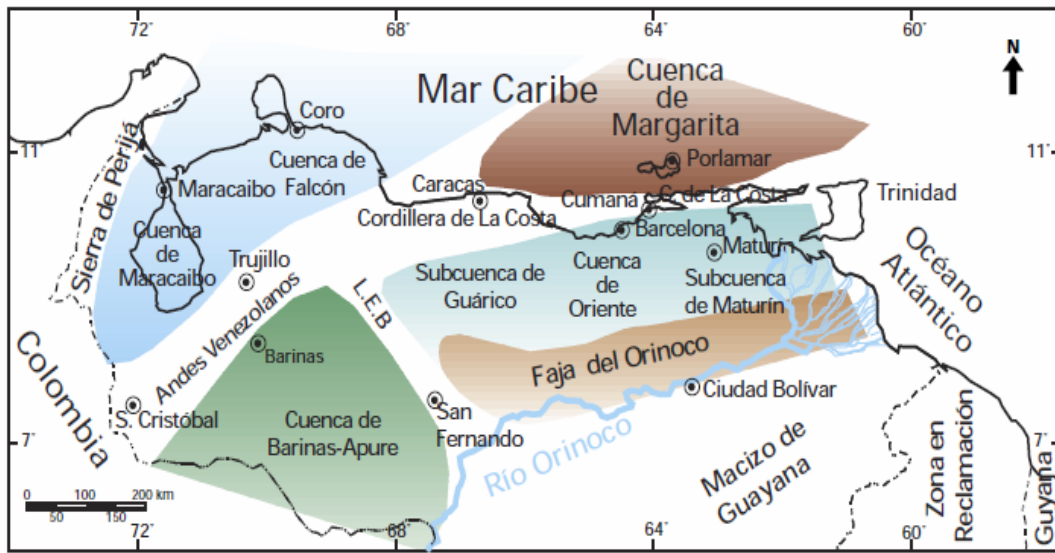 72°
68°
64°
60°
N
Mar Caribe
Cuenca
de
Margarita
Coro
11°
11°
Sierra de Perijá
Cuenca de
Falcón
Maracaibo
Caracas
Porlamar
Cumaná
C. de La Costa
Trinidad
Cordillera de La Costa
Barcelona
Cuenca
de
Maracaibo
Trujillo
Subcuenca de
Guárico
Cuenca
de
Oriente
Maturín
Subcuenca
de Maturín
Océano
Atlántico
L.E.B
Andes Venezolanos
Barinas
Faja del Orinoco
Colombia
S. Cristóbal
San
Fernando
Ciudad Bolívar
Cuenca de
Barinas-Apure
7°
7°
Río Orinoco
Macizo de
Guayana
Zona en
Reclamación
Guyana
0 100 200 km
50 150
72°
68°
64°
60°